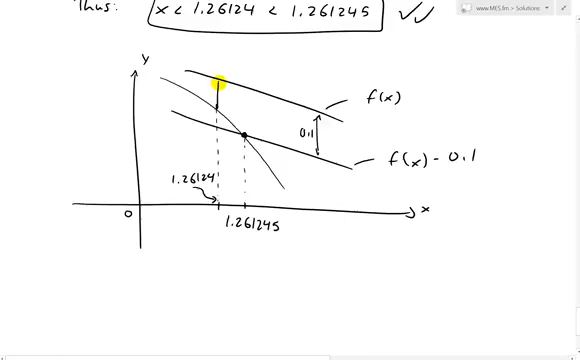 www.MES.fm > Solutions
Thus: x < 1.26124 < 1.261245
y
f(x)
0.1
f(x) - 0.1
1.26124
0
x
1.261245